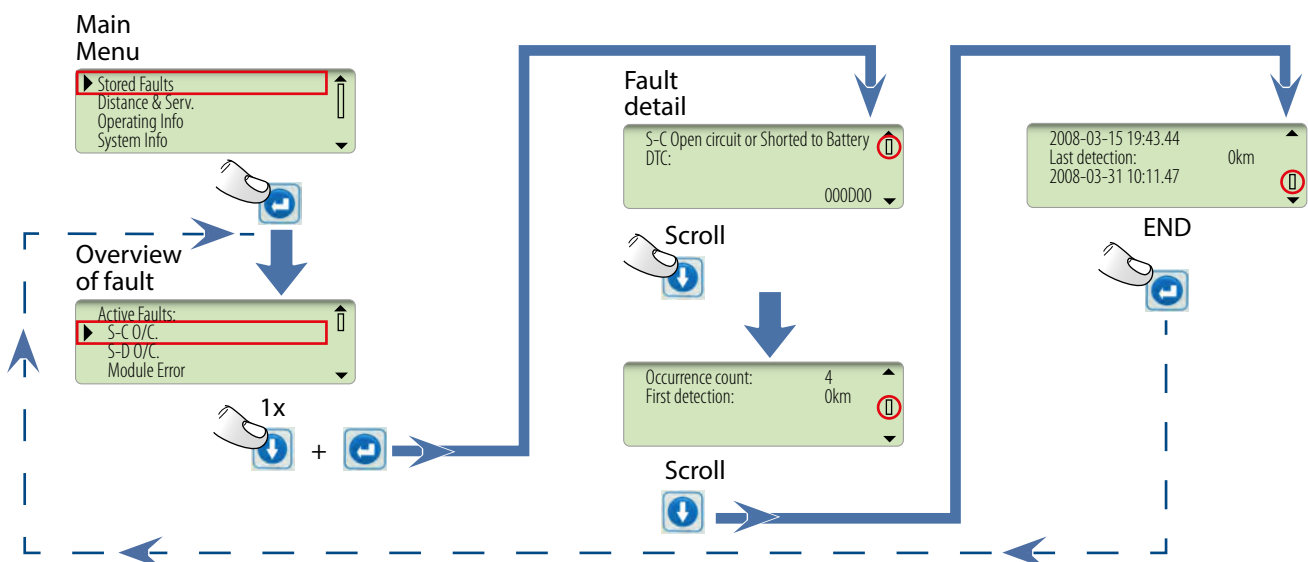 Main
Menu
Stored Faults
Distance & Serv.
Operating Info
System Info
Overview
of fault
Active Faults:
S-C O/C.
S-D O/C.
Module Error
1x
+
Fault
detail
S-C Open circuit or Shorted to Battery
DTC:
000D00
Scroll
Occurrence count: 4
First detection: 0km
Scroll
2008-03-15 19:43.44
Last detection: 0km
2008-03-31 10:11.47
END